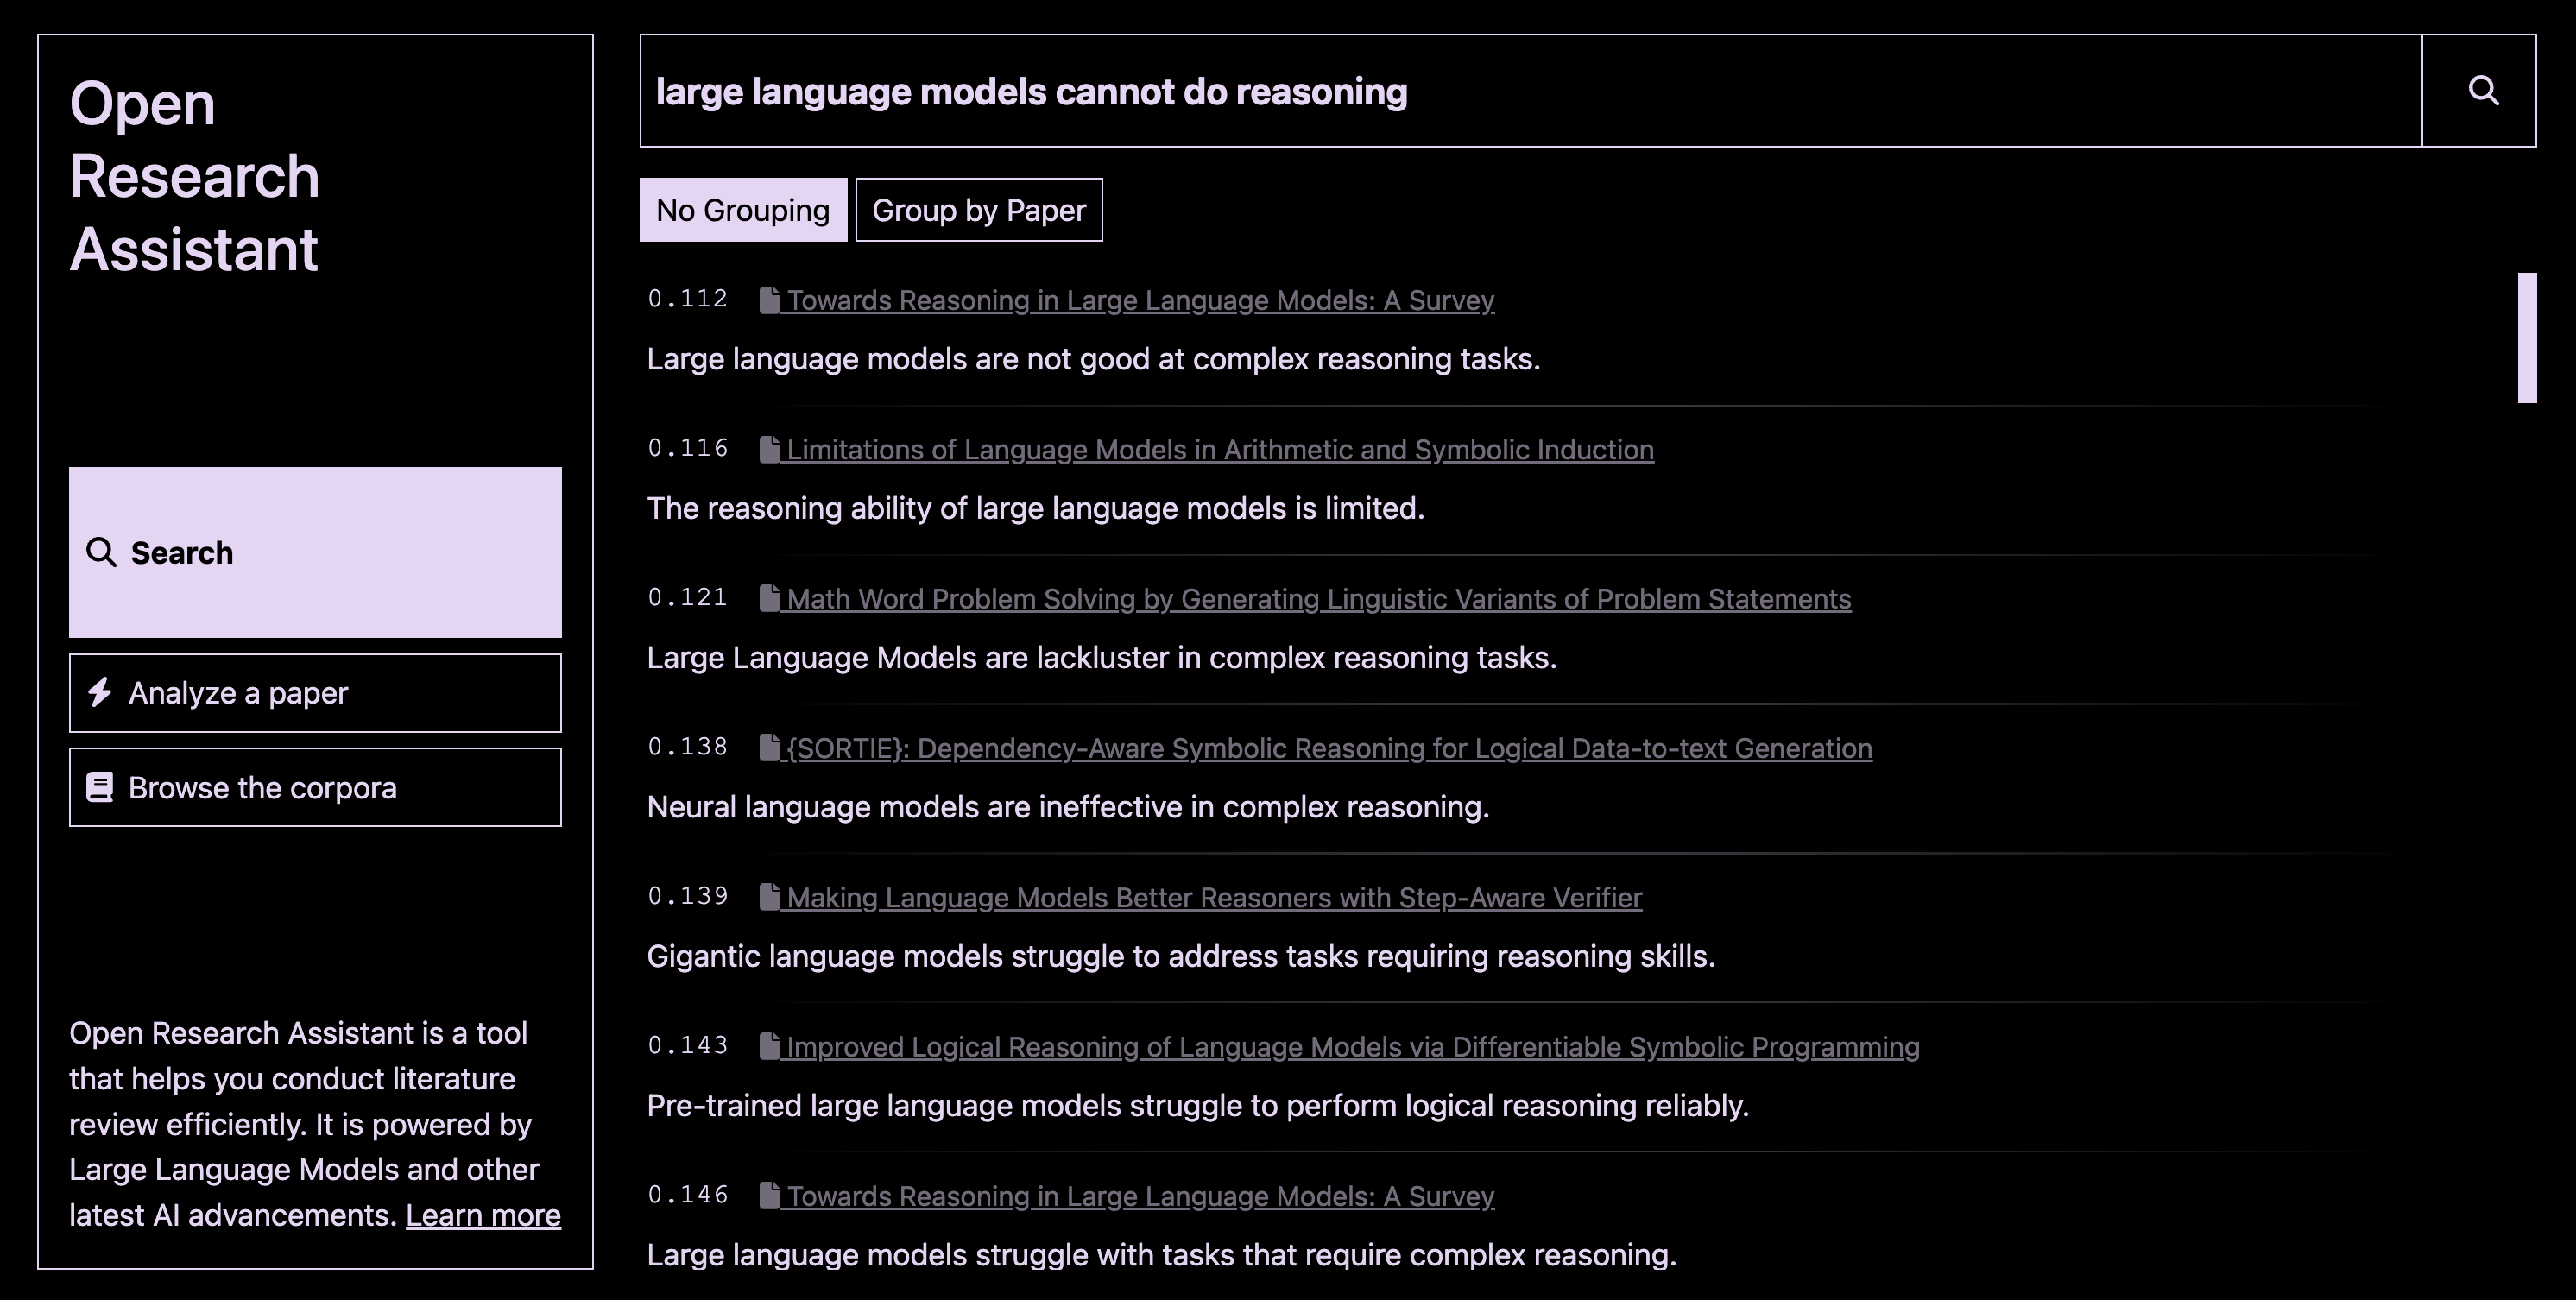 Open
Research
Assistant
Search
Analyze a paper
Browse the corpora
Open Research Assistant is a tool
that helps you conduct literature
review efficiently. It is powered by
Large Language Models and other
latest AI advancements. Learn more
large language models cannot do reasoning
No Grouping Group by Paper
0.112 Towards Reasoning in Large Language Models: A Survey
Large language models are not good at complex reasoning tasks.
0.116 Limitations of Language Models in Arithmetic and Symbolic Induction
The reasoning ability of large language models is limited.
0.121 Math Word Problem Solving by Generating Linguistic Variants of Problem Statements
Large Language Models are lackluster in complex reasoning tasks.
0.138 {SORTIE}: Dependency-Aware Symbolic Reasoning for Logical Data-to-text Generation
Neural language models are ineffective in complex reasoning.
0.139 Making Language Models Better Reasoners with Step-Aware Verifier
Gigantic language models struggle to address tasks requiring reasoning skills.
0.143 Improved Logical Reasoning of Language Models via Differentiable Symbolic Programming
Pre-trained large language models struggle to perform logical reasoning reliably.
0.146 Towards Reasoning in Large Language Models: A Survey
Large language models struggle with tasks that require complex reasoning.